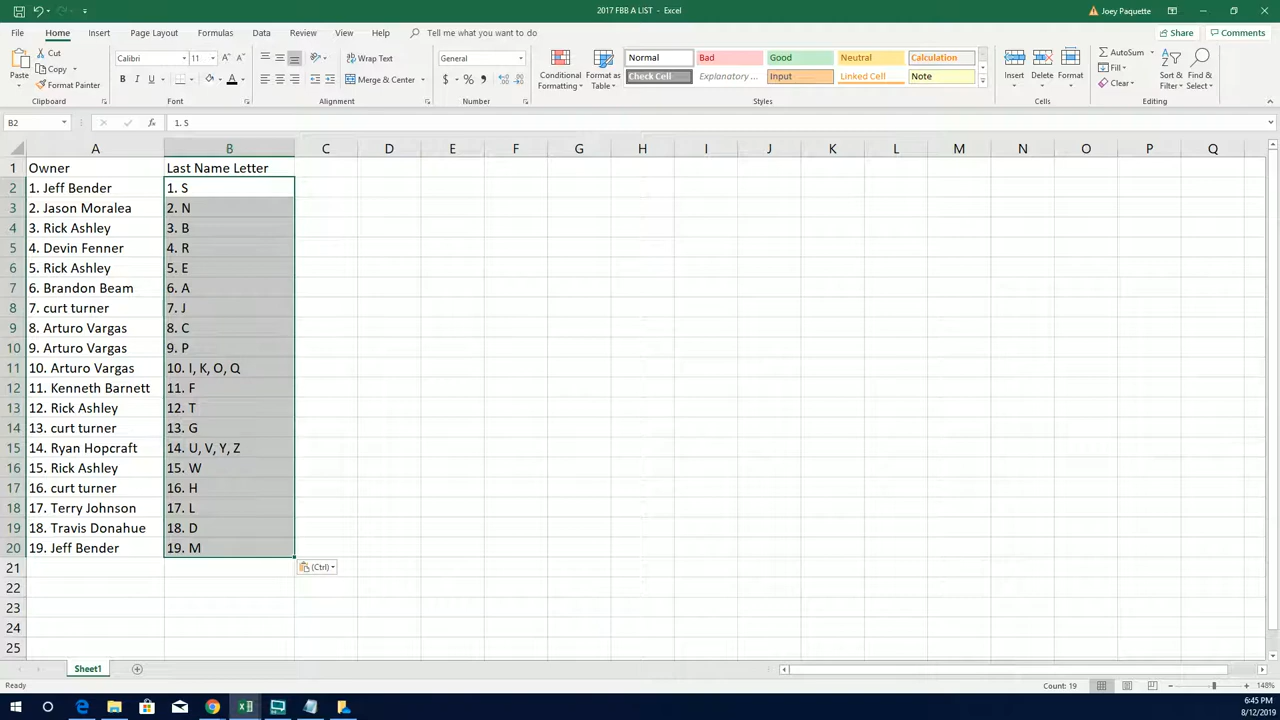 2017 FBB A LIST - Excel
Joey Paquette
File Home Insert Page Layout Formulas Data Review View Help Tell me what you want to do
Share Comments
Paste
Cut
Copy
Format Painter
Clipboard
Calibri 11
B I U
Font
Wrap Text
Merge & Center
Alignment
General
$ % ,
Number
Conditional Formatting
Format as Table
Normal Bad Good Neutral Calculation
Check Cell Explanatory ... Input Linked Cell Note
Styles
Insert Delete Format
Cells
AutoSum
Fill
Clear
Sort & Filter
Find & Select
Editing
B2 fx 1. S
A B C D E F G H I J K L M N O P Q
1 Owner Last Name Letter
2 1. Jeff Bender 1. S
3 2. Jason Moralea 2. N
4 3. Rick Ashley 3. B
5 4. Devin Fenner 4. R
6 5. Rick Ashley 5. E
7 6. Brandon Beam 6. A
8 7. curt turner 7. J
9 8. Arturo Vargas 8. C
10 9. Arturo Vargas 9. P
11 10. Arturo Vargas 10. I, K, O, Q
12 11. Kenneth Barnett 11. F
13 12. Rick Ashley 12. T
14 13. curt turner 13. G
15 14. Ryan Hopcraft 14. U, V, Y, Z
16 15. Rick Ashley 15. W
17 16. curt turner 16. H
18 17. Terry Johnson 17. L
19 18. Travis Donahue 18. D
20 19. Jeff Bender 19. M
21 (Ctrl)
22
23
24
25
Sheet1
Ready Count: 19 148%
6:45 PM
8/12/2019